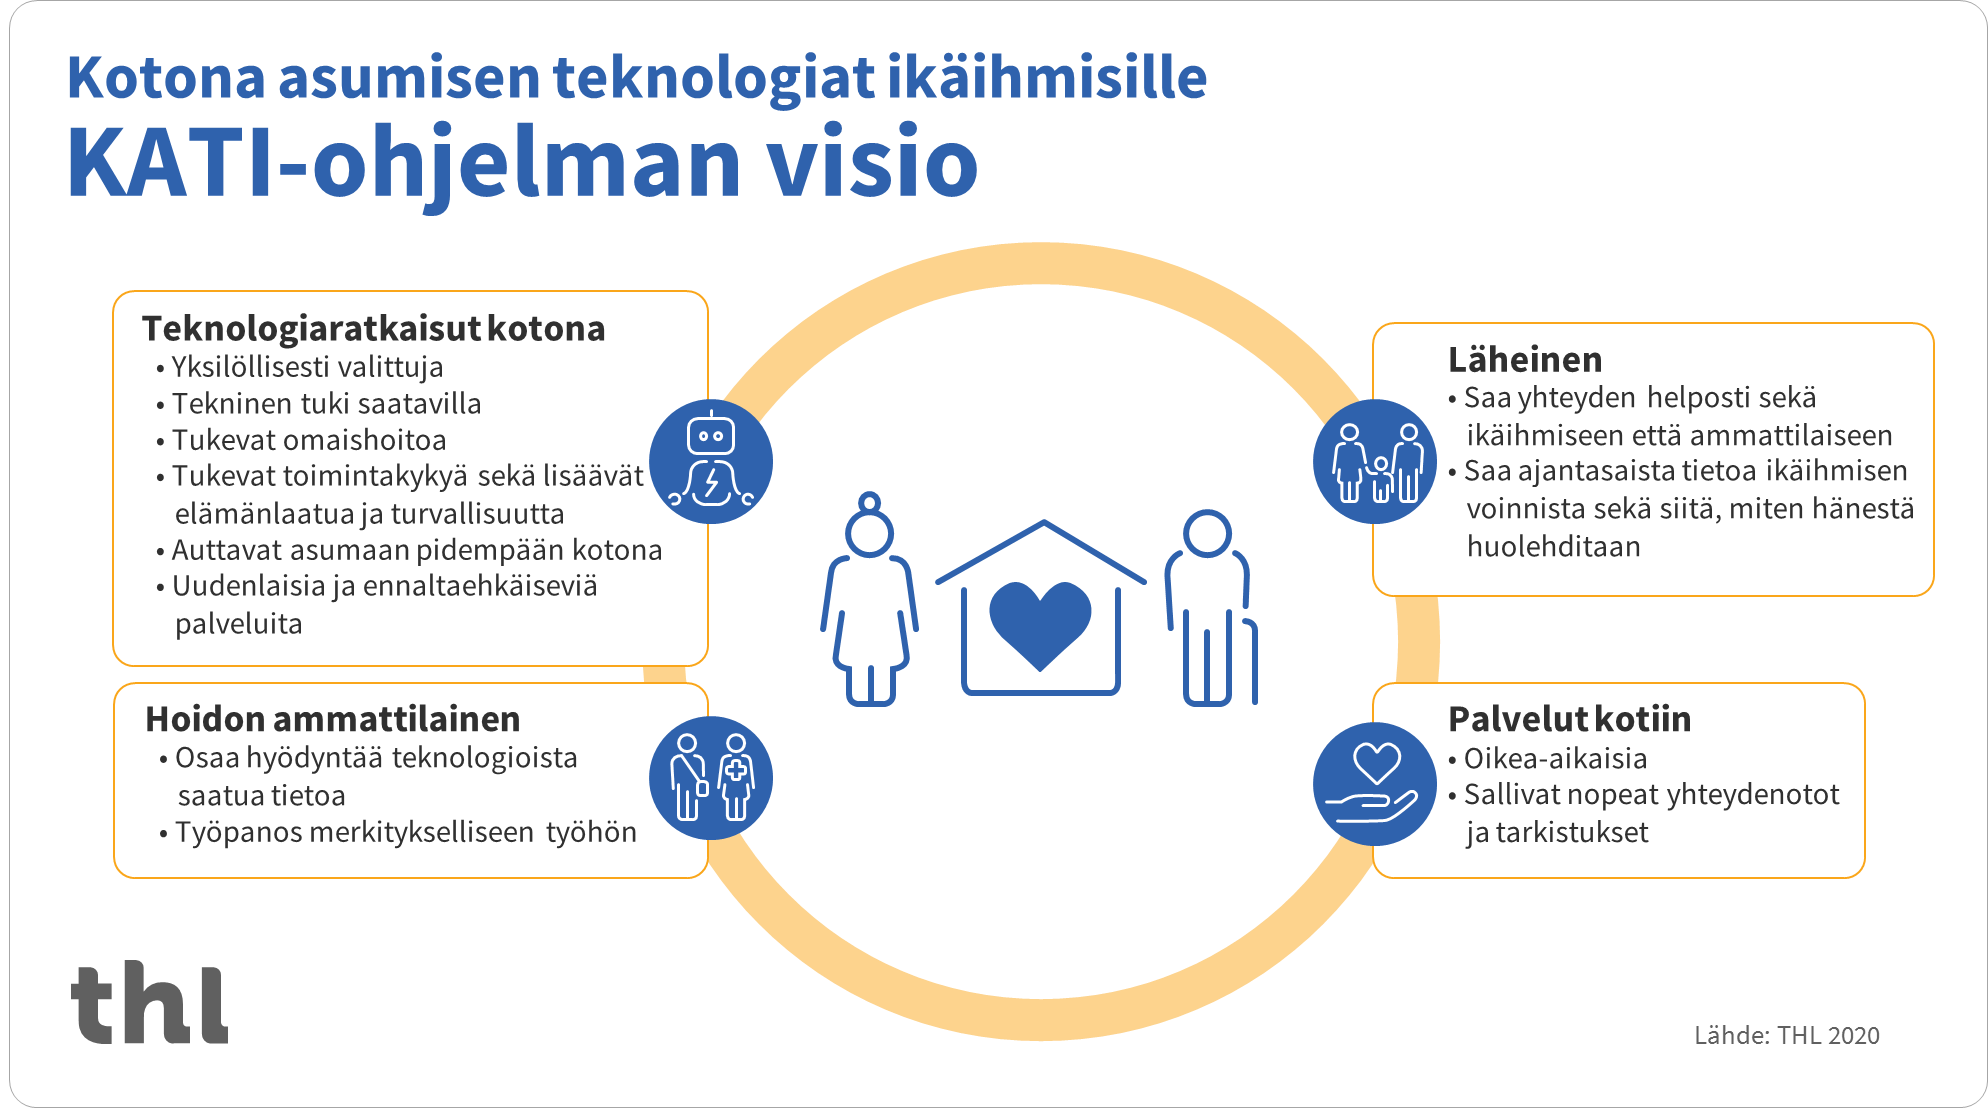 Kotona asumisen teknologiat ikäihmisille
KATI-ohjelman visio
Teknologiaratkaisut kotona
• Yksilöllisesti valittuja
• Tekninen tuki saatavilla
• Tukevat omaishoitoa
• Tukevat toimintakykyä sekä lisäävät
elämänlaatua ja turvallisuutta
• Auttavat asumaan pidempään kotona
• Uudenlaisia ja ennaltaehkäiseviä
palveluita
Hoidon ammattilainen
• Osaa hyödyntää teknologioista
saatua tietoa
• Työpanos merkitykselliseen työhön
Läheinen
• Saa yhteyden helposti sekä
ikäihmiseen että ammattilaiseen
• Saa ajantasaista tietoa ikäihmisen
voinnista sekä siitä, miten hänestä
huolehditaan
Palvelut kotiin
• Oikea-aikaisia
• Sallivat nopeat yhteydenotot
ja tarkistukset
thl
Lähde: THL 2020